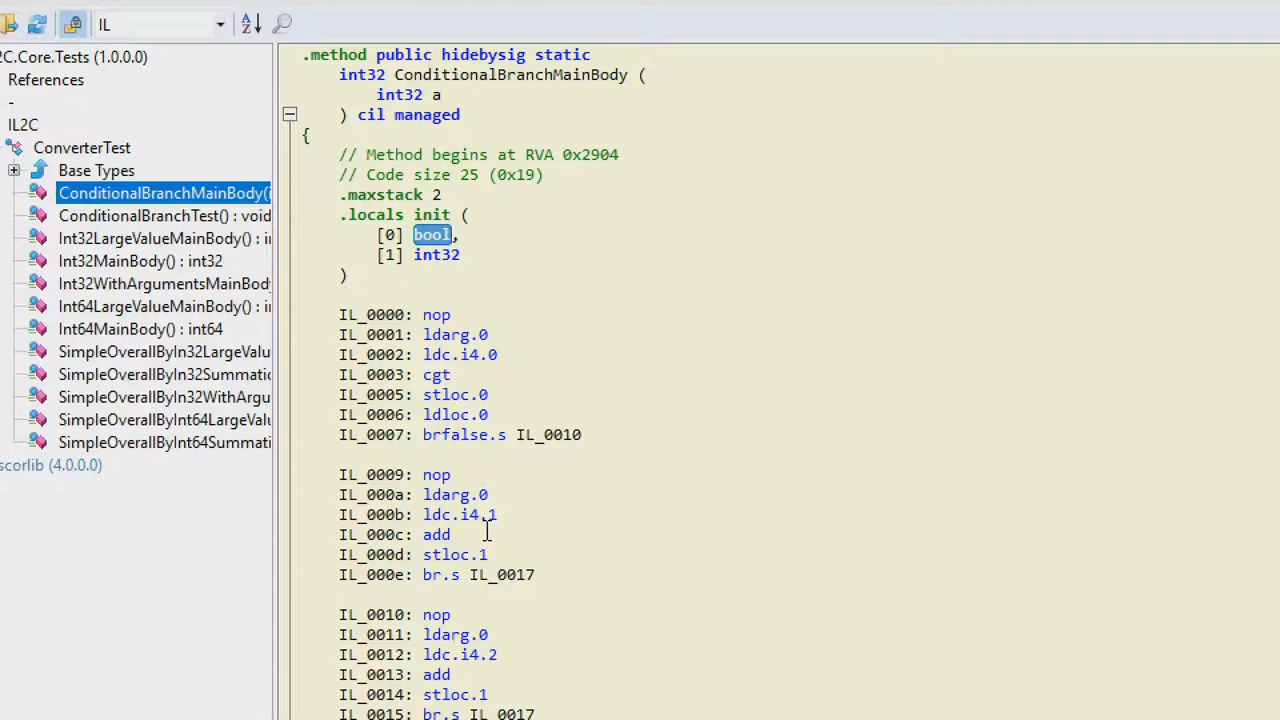 IL
2C.Core.Tests (1.0.0.0)
References
-
IL2C
ConverterTest
Base Types
ConditionalBranchMainBody(i
ConditionalBranchTest() : void
Int32LargeValueMainBody() : i
Int32MainBody() : int32
Int32WithArgumentsMainBod
Int64LargeValueMainBody() : i
Int64MainBody() : int64
SimpleOverallByIn32LargeValu
SimpleOverallByIn32Summatio
SimpleOverallByIn32WithArgu
SimpleOverallByInt64LargeVal
SimpleOverallByInt64Summati
scorlib (4.0.0.0)
.method public hidebysig static
int32 ConditionalBranchMainBody (
int32 a
) cil managed
{
// Method begins at RVA 0x2904
// Code size 25 (0x19)
.maxstack 2
.locals init (
[0] bool,
[1] int32
)
IL_0000: nop
IL_0001: ldarg.0
IL_0002: ldc.i4.0
IL_0003: cgt
IL_0005: stloc.0
IL_0006: ldloc.0
IL_0007: brfalse.s IL_0010
IL_0009: nop
IL_000a: ldarg.0
IL_000b: ldc.i4.1
IL_000c: add
IL_000d: stloc.1
IL_000e: br.s IL_0017
IL_0010: nop
IL_0011: ldarg.0
IL_0012: ldc.i4.2
IL_0013: add
IL_0014: stloc.1
IL_0015: br.s IL_0017